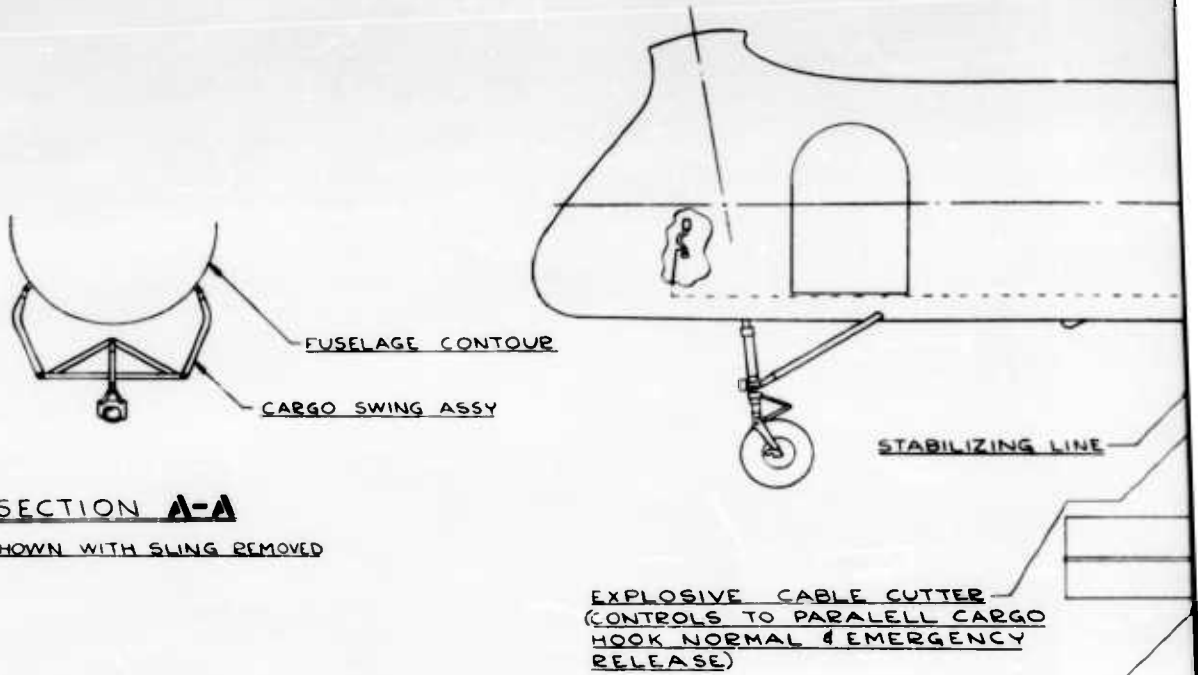 FUSELAGE CONTOUR
CARGO SWING ASSY
STABILIZING LINE
SECTION A-A
HOWN WITH SLING REMOVED
EXPLOSIVE CABLE CUTTER
(CONTROLS TO PARALELL CARGO
HOOK NORMAL & EMERGENCY
RELEASE)